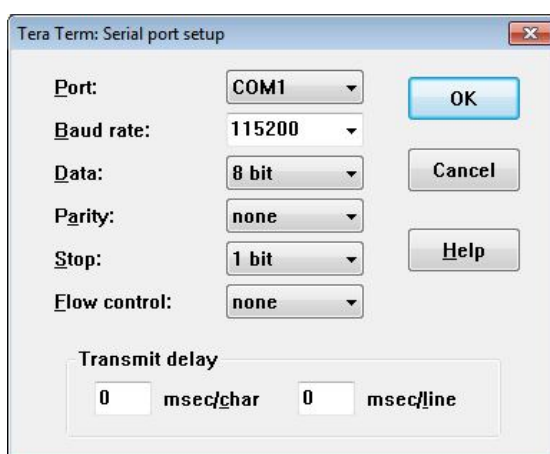 Tera Term: Serial port setup
Port: COM1
OK
Baud rate: 115200
Data: 8 bit
Cancel
Parity: none
Stop: 1 bit
Help
Flow control: none
Transmit delay
0 msec/char 0 msec/line